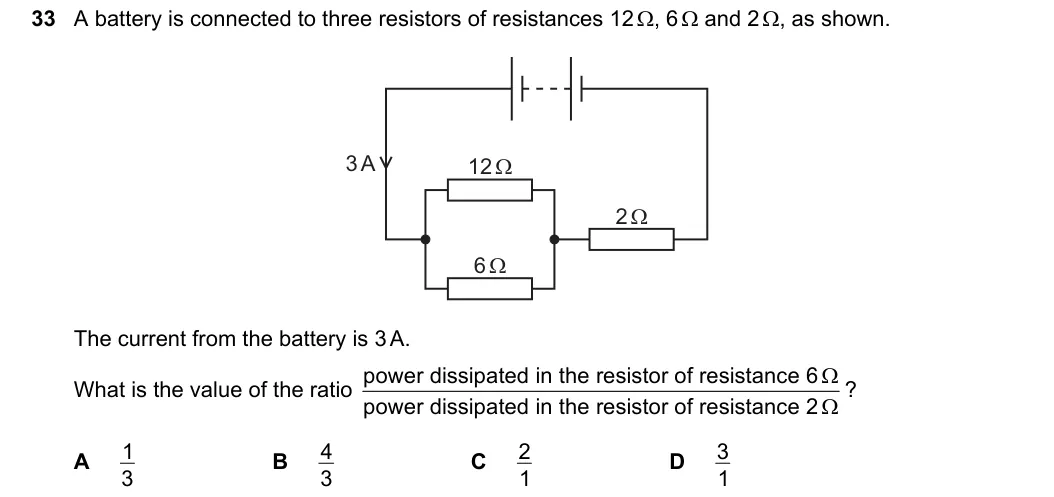 33 A battery is connected to three resistors of resistances 12Ω, 6Ω and 2Ω, as shown.
3A
12Ω
2Ω
6Ω
The current from the battery is 3A.
What is the value of the ratio power dissipated in the resistor of resistance 6Ω / power dissipated in the resistor of resistance 2Ω ?
A 1/3 B 4/3 C 2/1 D 3/1